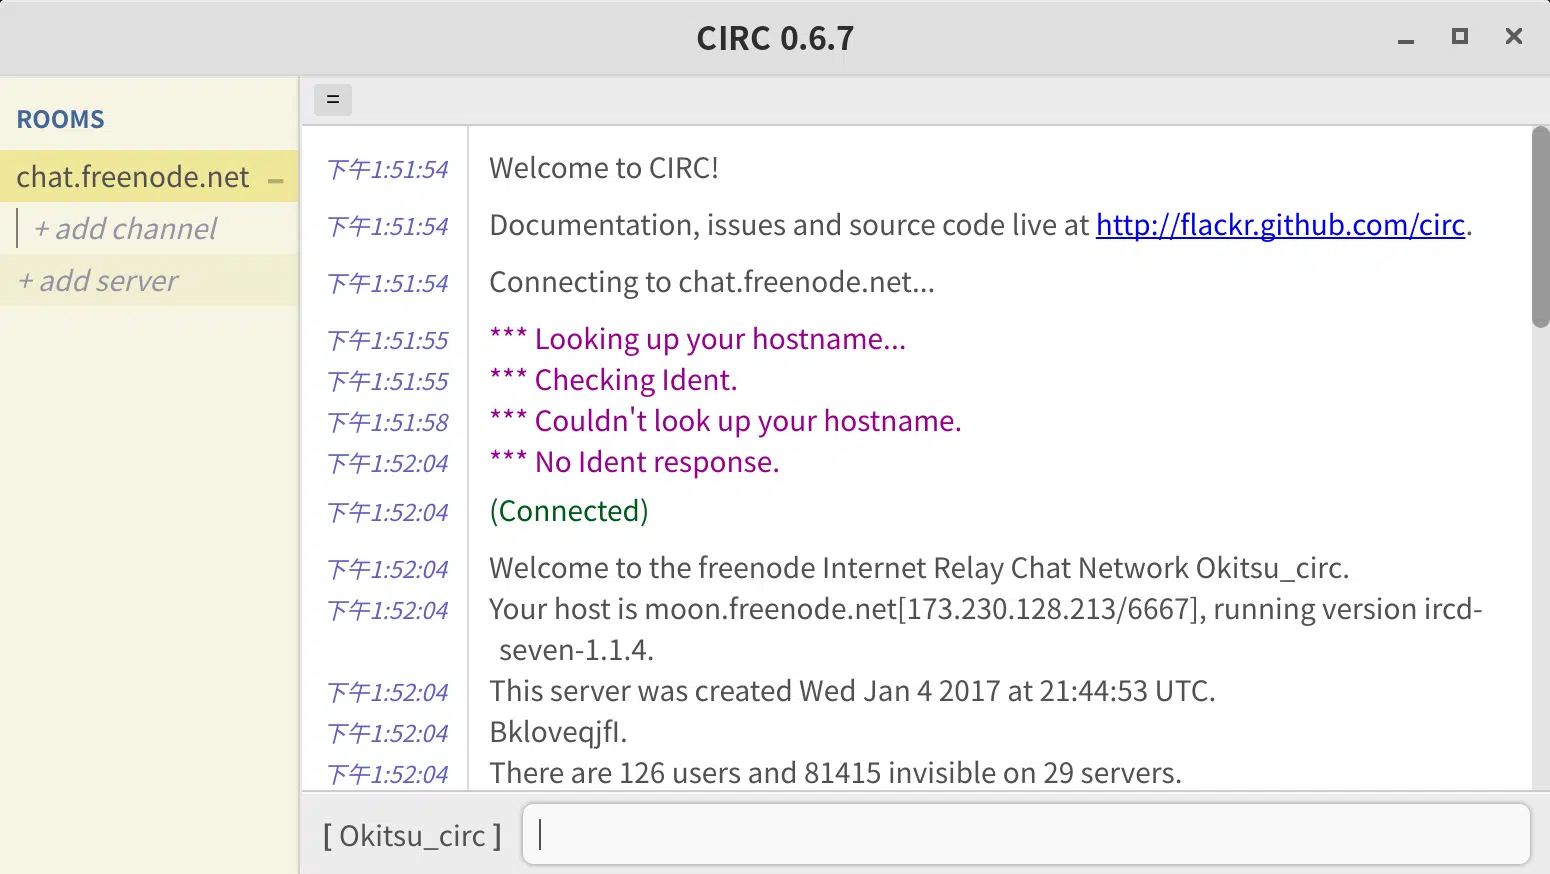 CIRC 0.6.7
ROOMS
chat.freenode.net –
+ add channel
+ add server
=
下午1:51:54 Welcome to CIRC!
下午1:51:54 Documentation, issues and source code live at http://flackr.github.com/circ.
下午1:51:54 Connecting to chat.freenode.net...
下午1:51:55 *** Looking up your hostname...
下午1:51:55 *** Checking Ident.
下午1:51:58 *** Couldn't look up your hostname.
下午1:52:04 *** No Ident response.
下午1:52:04 (Connected)
下午1:52:04 Welcome to the freenode Internet Relay Chat Network Okitsu_circ.
下午1:52:04 Your host is moon.freenode.net[173.230.128.213/6667], running version ircd-
seven-1.1.4.
下午1:52:04 This server was created Wed Jan 4 2017 at 21:44:53 UTC.
下午1:52:04 BkloveqjfI.
下午1:52:04 There are 126 users and 81415 invisible on 29 servers.
[ Okitsu_circ ]